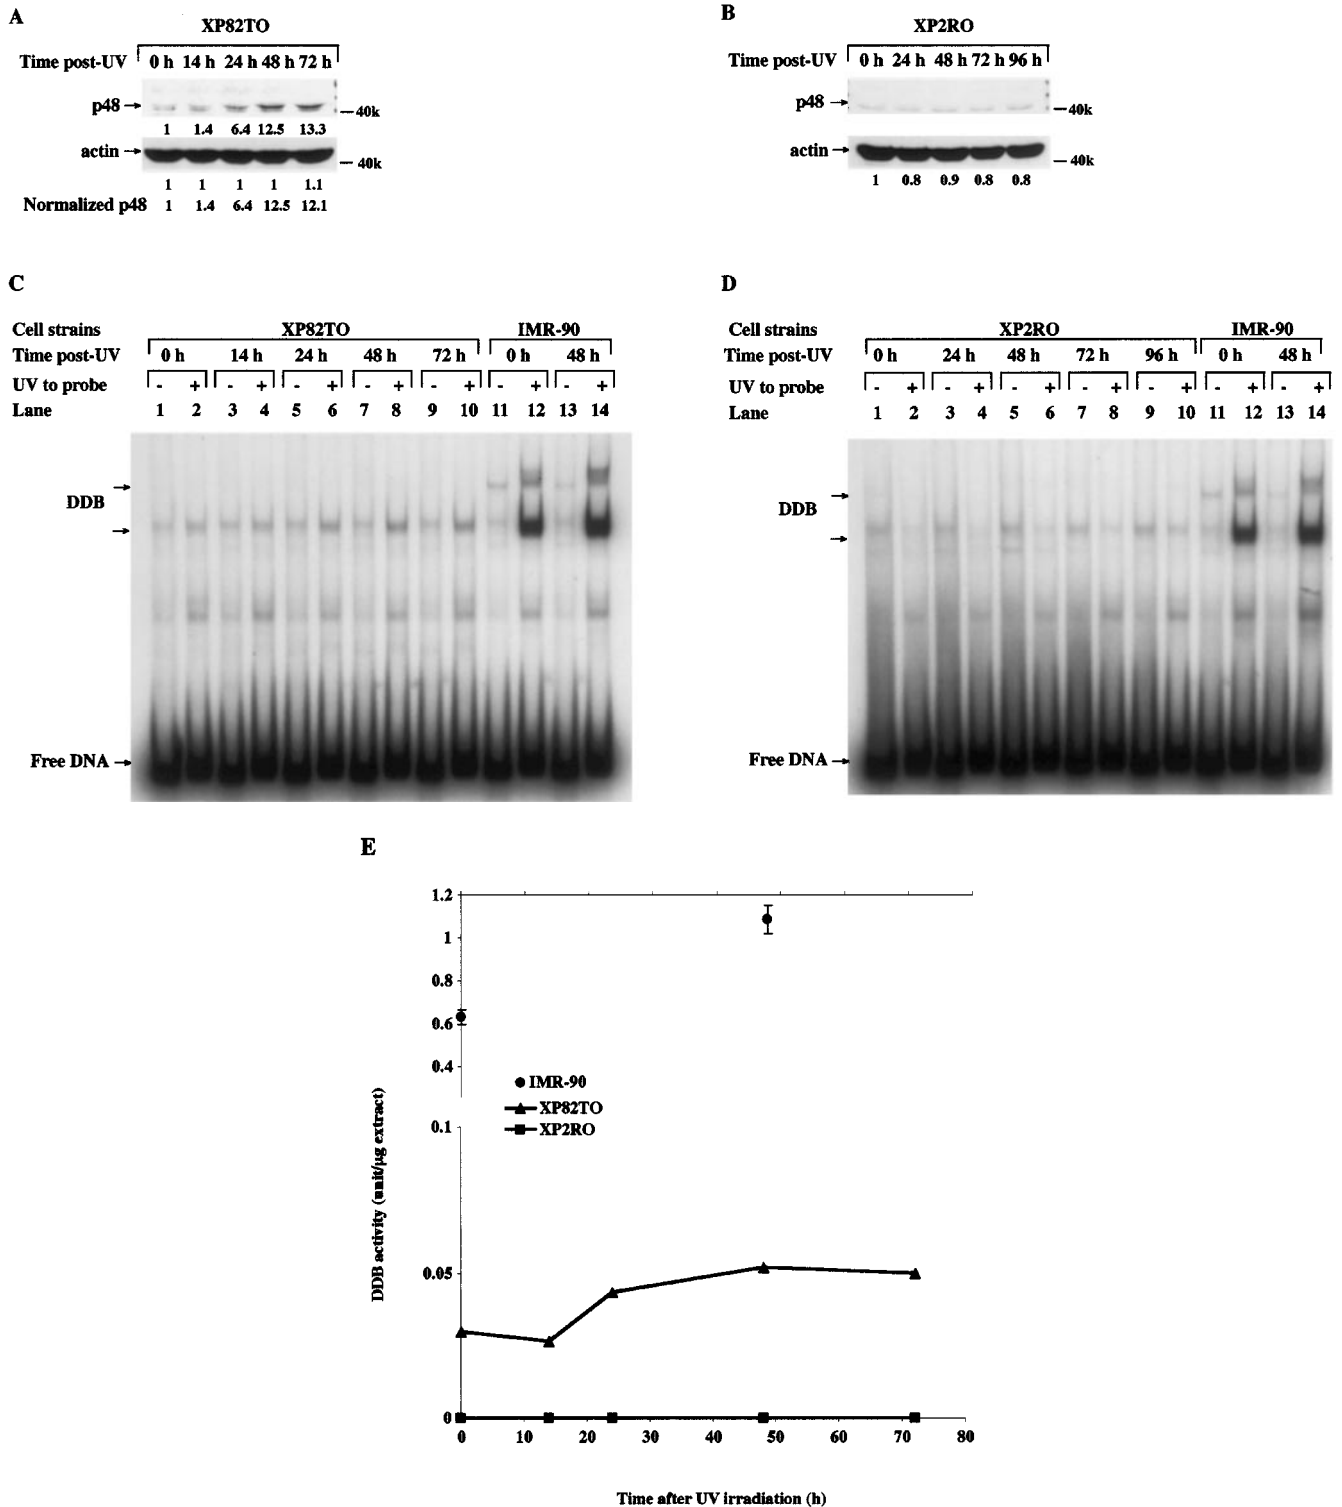 A
XP82TO
Time post-UV 0 h 14 h 24 h 48 h 72 h
p48
40k
1 1.4 6.4 12.5 13.3
actin
40k
1 1 1 1 1.1
Normalized p48 1 1.4 6.4 12.5 12.1
B
XP2RO
Time post-UV 0 h 24 h 48 h 72 h 96 h
p48
40k
actin
40k
1 0.8 0.9 0.8 0.8
C
Cell strains XP82TO IMR-90
Time post-UV 0 h 14 h 24 h 48 h 72 h 0 h 48 h
UV to probe - + - + - + - + - + - + - +
Lane 1 2 3 4 5 6 7 8 9 10 11 12 13 14
DDB
Free DNA
D
Cell strains XP2RO IMR-90
Time post-UV 0 h 24 h 48 h 72 h 96 h 0 h 48 h
UV to probe - + - + - + - + - + - + - +
Lane 1 2 3 4 5 6 7 8 9 10 11 12 13 14
DDB
Free DNA
E
1.2
1
0.8
0.6
0.4
IMR-90
XP82TO
XP2RO
0.1
0.05
0
DDB activity (unit/µg extract)
0 10 20 30 40 50 60 70 80
Time after UV irradiation (h)